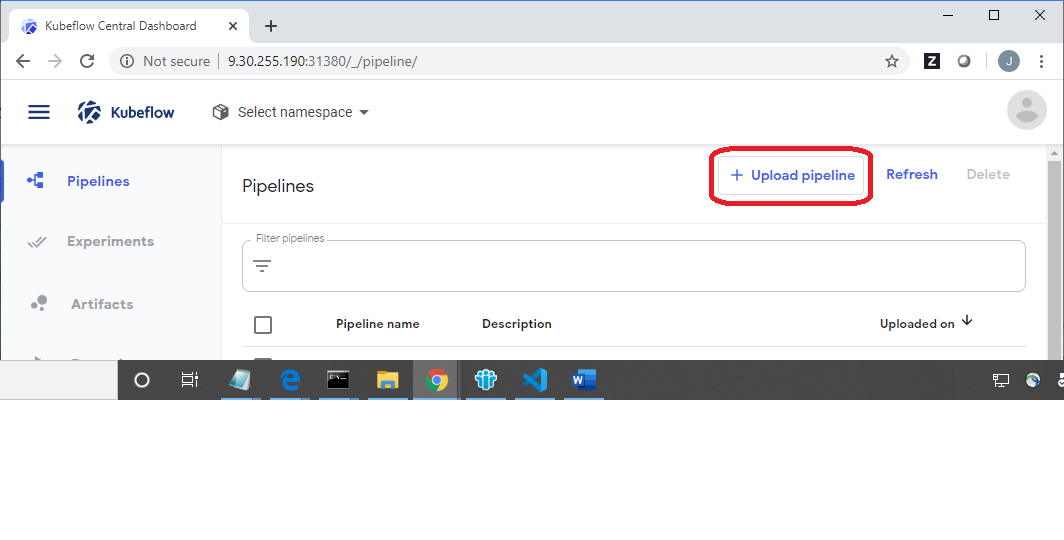 Kubeflow Central Dashboard
Not secure
9.30.255.190:31380/_/pipeline/
Z
J
Kubeflow
Select namespace
Pipelines
Pipelines
+ Upload pipeline
Refresh
Delete
Experiments
Filter pipelines
Artifacts
Pipeline name
Description
Uploaded on